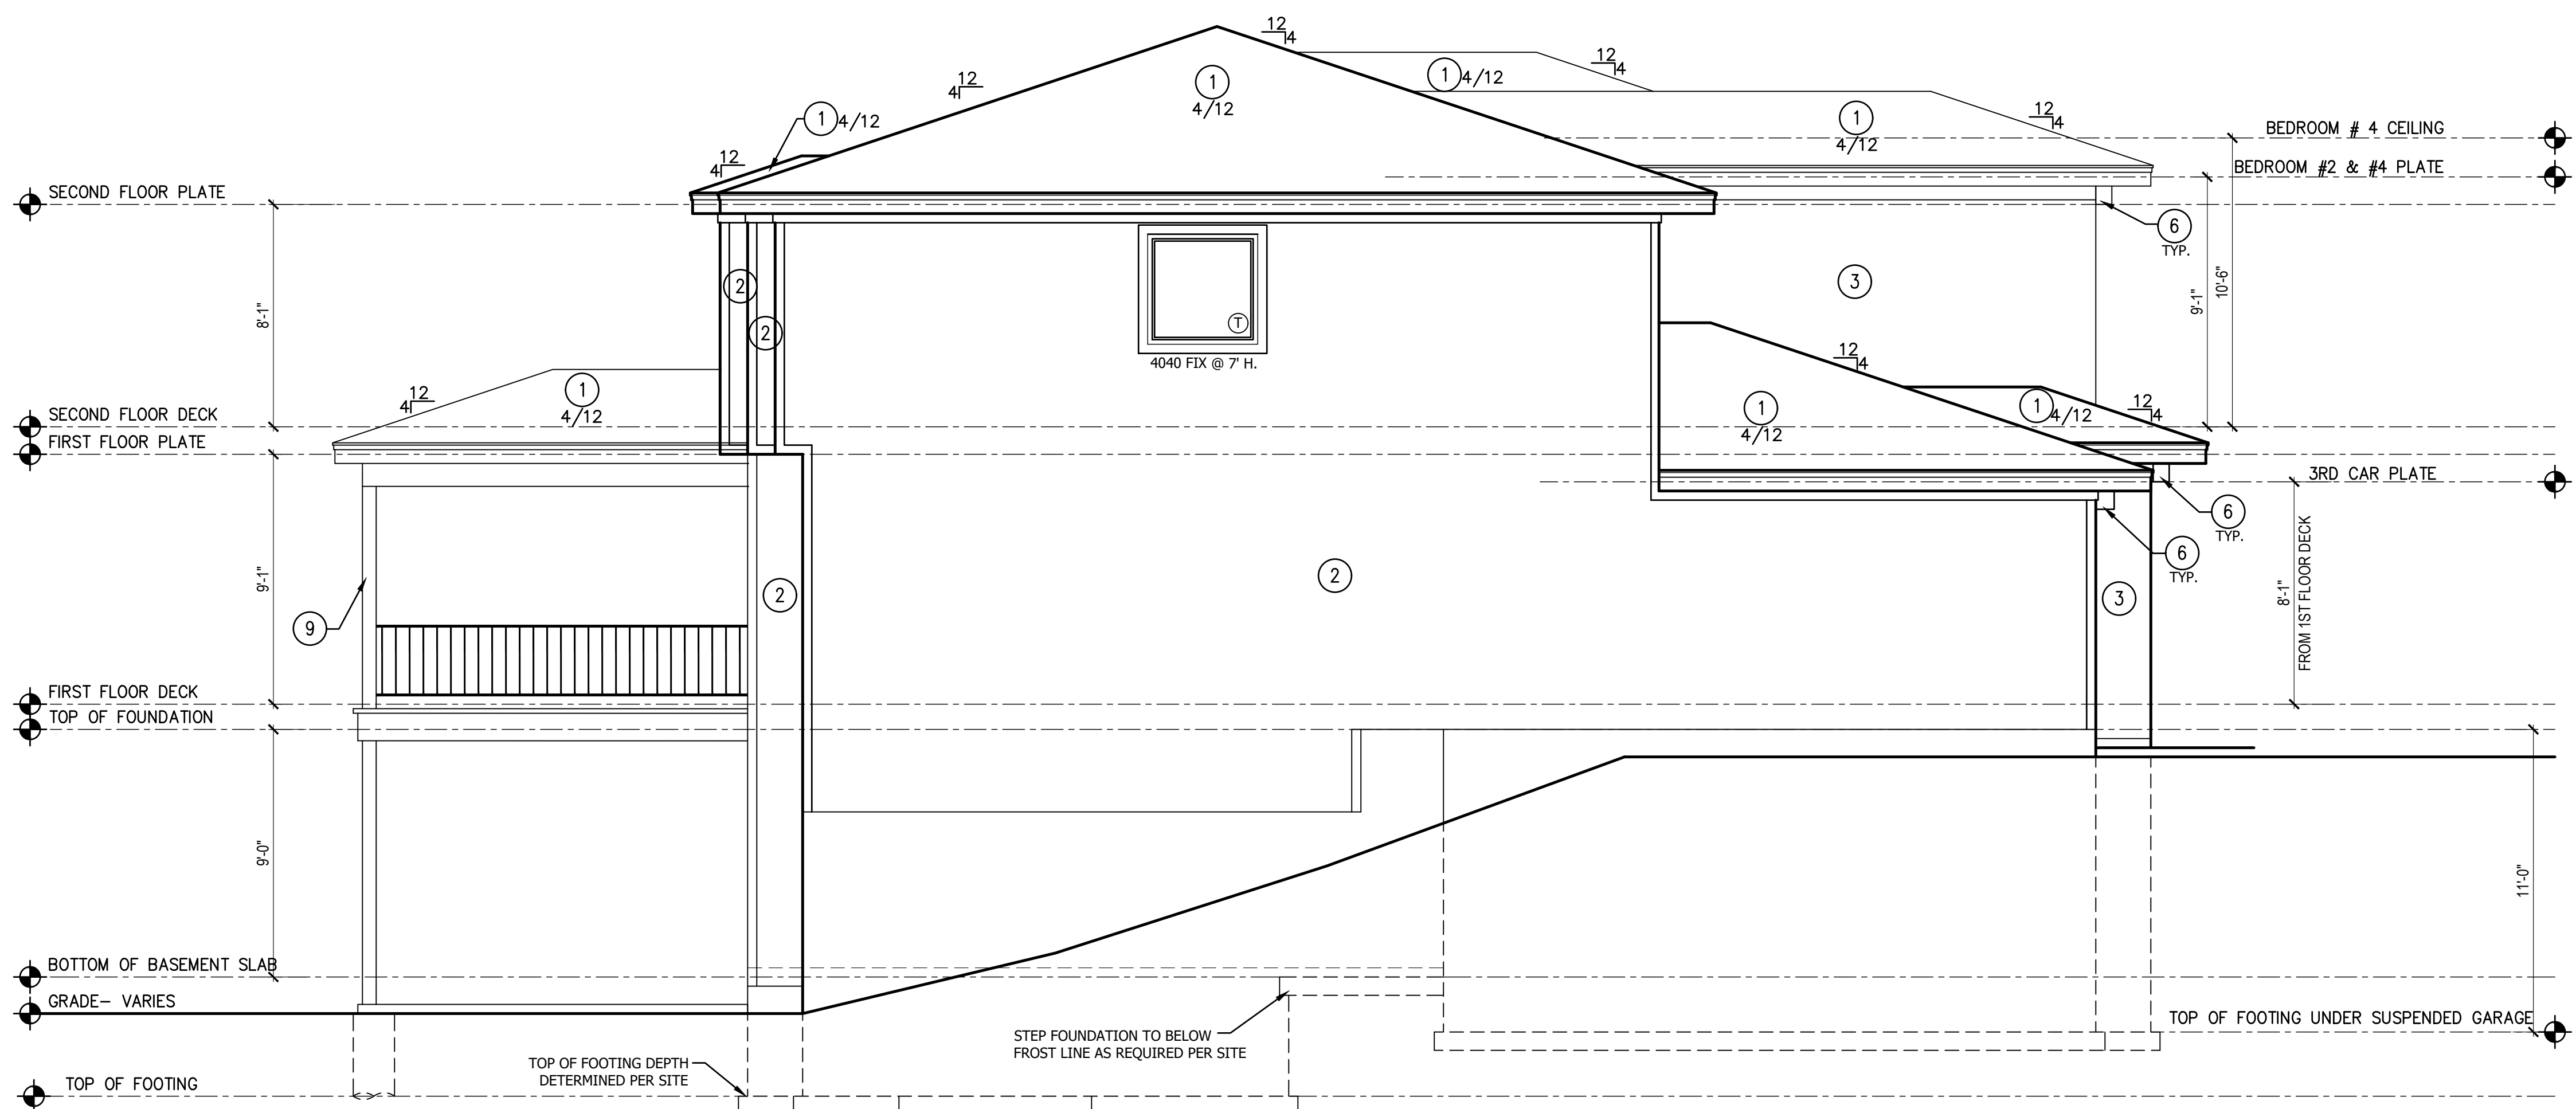 12
4
12
4
12
4
1
4/12
1
4/12
12
4
1
4/12
1
4/12
12
4
BEDROOM # 4 CEILING
12
4
BEDROOM #2 & #4 PLATE
SECOND FLOOR PLATE
6
TYP.
2
3
10'-6"
9'-1"
8'-1"
2
T
4040 FIX @ 7' H.
12
4
12
4
1
4/12
1
4/12
1
4/12
12
4
SECOND FLOOR DECK
FIRST FLOOR PLATE
3RD CAR PLATE
6
TYP.
6
TYP.
9'-1"
2
2
3
8'-1"
FROM 1ST FLOOR DECK
9
FIRST FLOOR DECK
TOP OF FOUNDATION
9'-0"
11'-0"
BOTTOM OF BASEMENT SLAB
GRADE- VARIES
TOP OF FOOTING UNDER SUSPENDED GARAGE
STEP FOUNDATION TO BELOW
FROST LINE AS REQUIRED PER SITE
TOP OF FOOTING DEPTH
DETERMINED PER SITE
TOP OF FOOTING